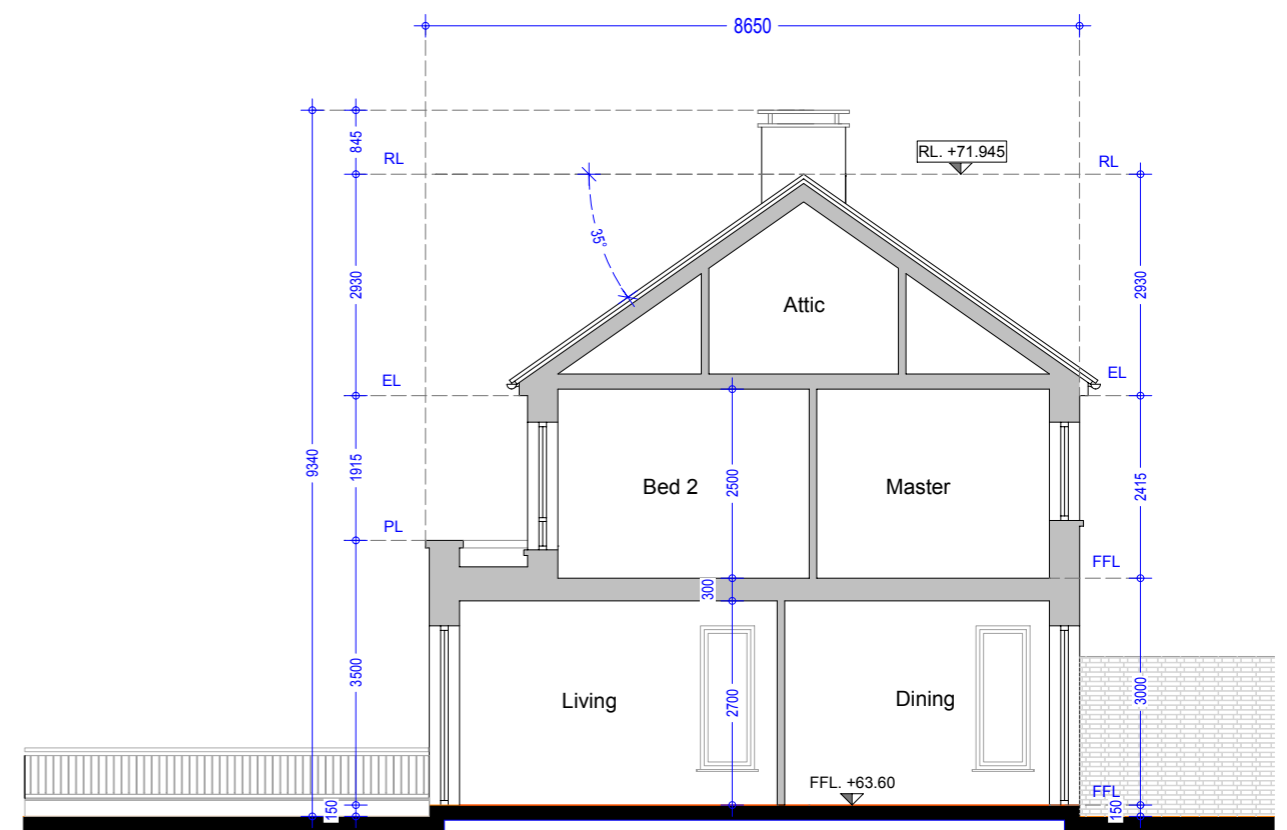 8650
845
RL
RL. +71.945
RL
35°
2930
2930
Attic
EL
EL
9340
1915
2500
2415
Bed 2
Master
PL
FFL
300
3500
2700
3000
Living
Dining
FFL. +63.60
FFL
150
150